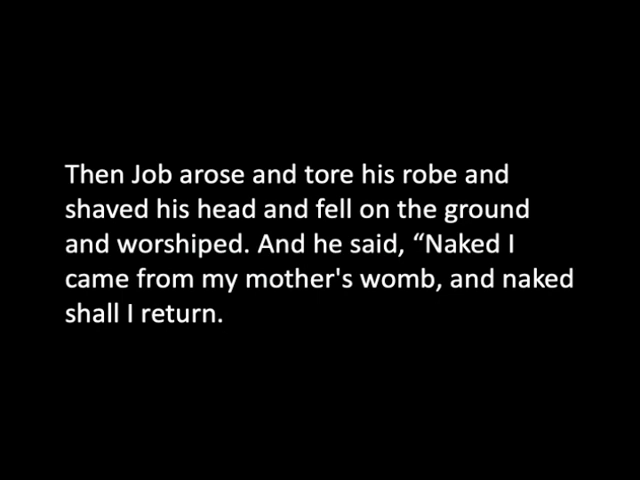 Then Job arose and tore his robe and
shaved his head and fell on the ground
and worshiped. And he said, “Naked I
came from my mother's womb, and naked
shall I return.